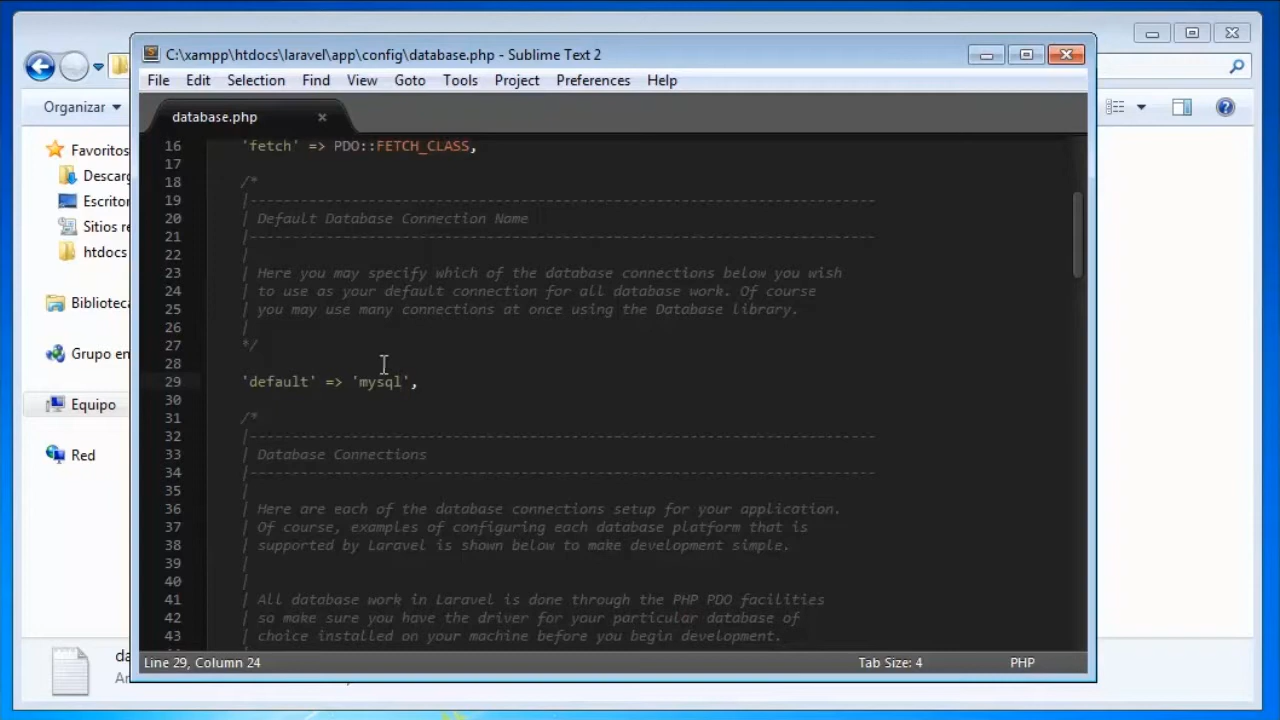 C:\xampp\htdocs\laravel\app\config\database.php - Sublime Text 2
File Edit Selection Find View Goto Tools Project Preferences Help
Organizar
database.php
Favoritos
Equipo
Red
htdocs
16 'fetch' => PDO::FETCH_CLASS,
17
18 /*
19 |--------------------------------------------------------------------------
20 | Default Database Connection Name
21 |--------------------------------------------------------------------------
22 |
23 | Here you may specify which of the database connections below you wish
24 | to use as your default connection for all database work. Of course
25 | you may use many connections at once using the Database library.
26 |
27 */
28
29 'default' => 'mysql',
30
31 /*
32 |--------------------------------------------------------------------------
33 | Database Connections
34 |--------------------------------------------------------------------------
35 |
36 | Here are each of the database connections setup for your application.
37 | Of course, examples of configuring each database platform that is
38 | supported by Laravel is shown below to make development simple.
39 |
40 |
41 | All database work in Laravel is done through the PHP PDO facilities
42 | so make sure you have the driver for your particular database of
43 | choice installed on your machine before you begin development.
Line 29, Column 24 Tab Size: 4 PHP